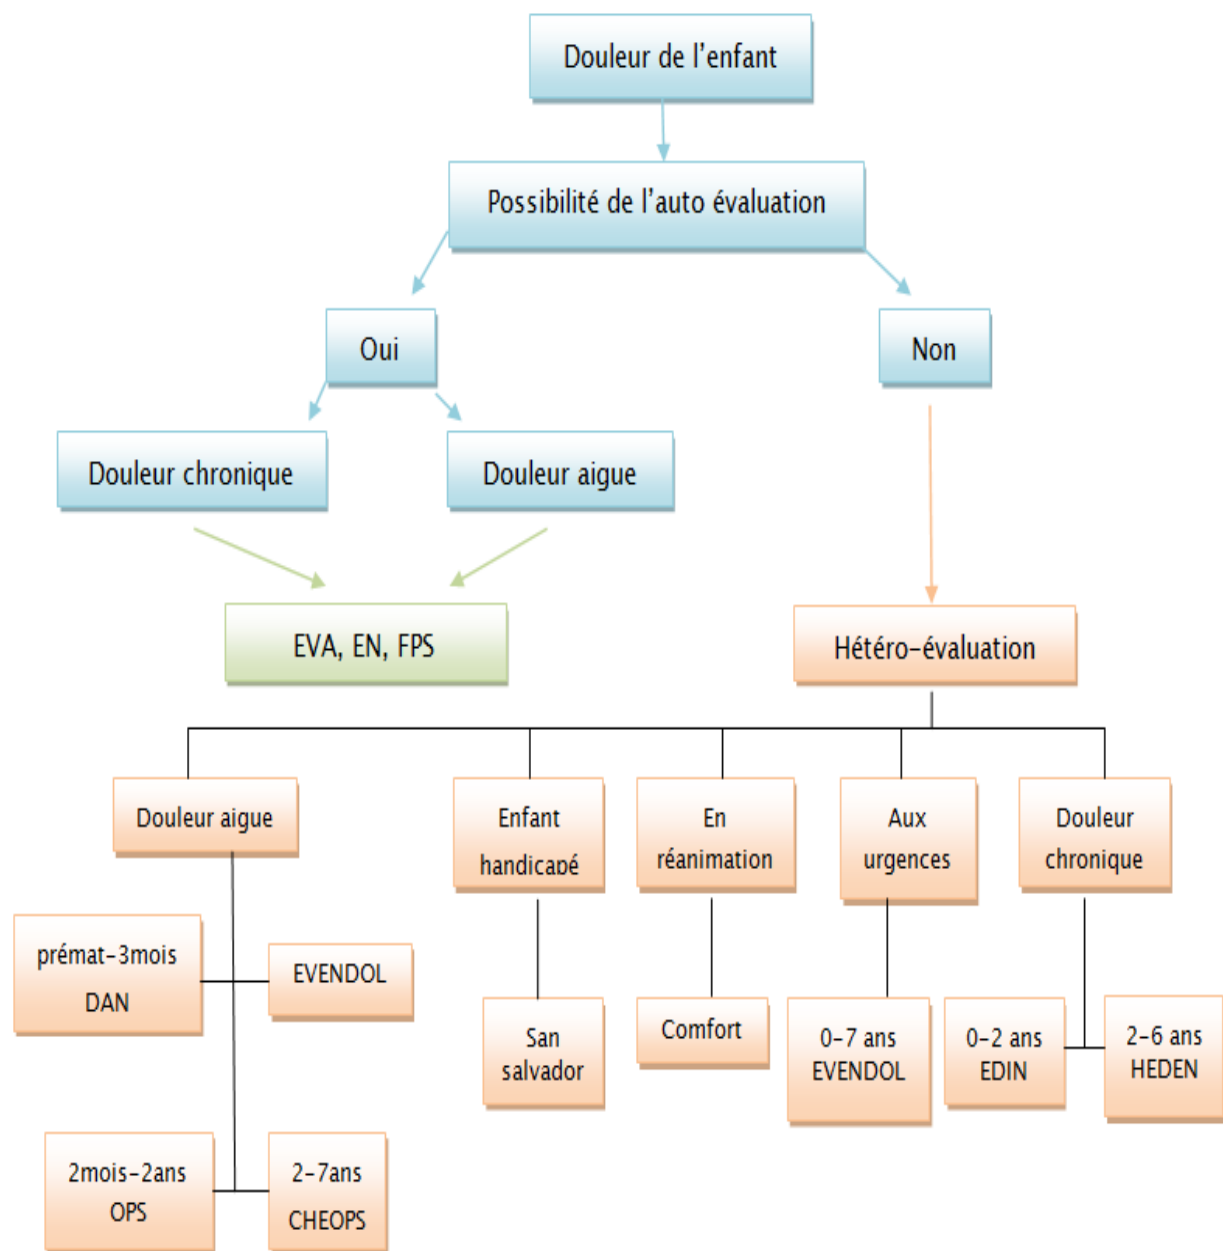 Douleur de l'enfant
Possibilité de l'auto évaluation
Oui
Non
Douleur chronique
Douleur aigue
EVA, EN, FPS
Hétéro-évaluation
Douleur aigue
Enfant
handicapé
En
réanimation
Aux
urgences
Douleur
chronique
prémat-3mois
DAN
EVENDOL
San
salvador
Comfort
0-7 ans
EVENDOL
0-2 ans
EDIN
2-6 ans
HEDEN
2mois-2ans
OPS
2-7ans
CHEOPS